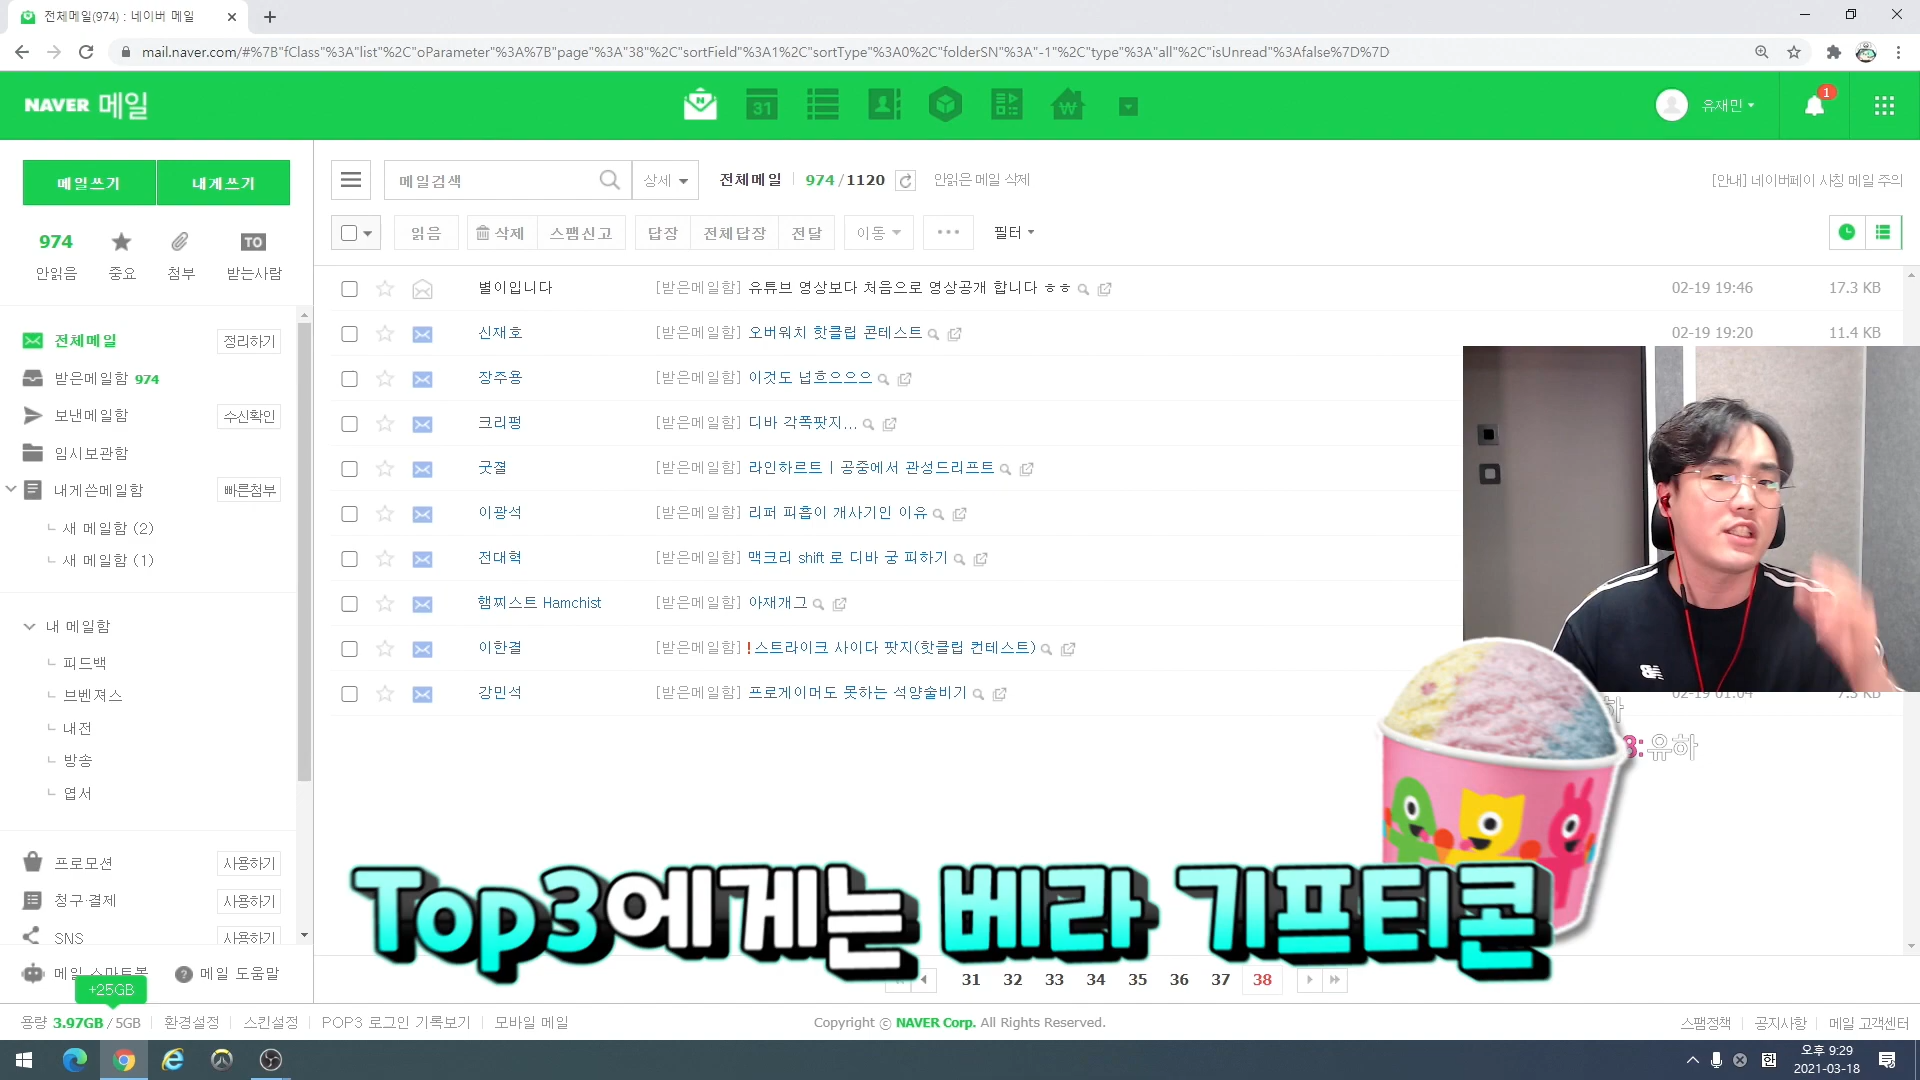 전체메일(974) : 네이버 메일
mail.naver.com/#%7B"fClass"%3A"list"%2C"oParameter"%3A%7B"page"%3A"38"%2C"sortField"%3A1%2C"sortType"%3A0%2C"folderSN"%3A"-1"%2C"type"%3A"all"%2C"isUnread"%3Afalse%7D%7D
NAVER 메일
31
유재민
1
메일쓰기 내게쓰기
메일검색 상세 전체메일 974/1120 안읽은 메일 삭제 [안내] 네이버페이 사칭 메일 주의
읽음 삭제 스팸신고 답장 전체답장 전달 이동 ••• 필터
974 TO
안읽음 중요 첨부 받는사람
전체메일 정리하기
받은메일함 974
보낸메일함 수신확인
임시보관함
내게쓴메일함 빠른첨부
새 메일함 (2)
새 메일함 (1)
내 메일함
피드백
브벤져스
내전
방송
엽서
프로모션 사용하기
청구·결제 사용하기
SNS 사용하기
메일 스마트봇 메일 도움말
+25GB
별이입니다 [받은메일함] 유튜브 영상보다 처음으로 영상공개 합니다 ㅎㅎ 02-19 19:46 17.3 KB
신재호 [받은메일함] 오버워치 핫클립 콘테스트 02-19 19:20 11.4 KB
장주용 [받은메일함] 이것도 넙흐으으으
크리평 [받은메일함] 디바 각폭팟지...
굿졀 [받은메일함] 라인하르트 | 공중에서 관성드리프트
이광석 [받은메일함] 리퍼 피흡이 개사기인 이유
전대혁 [받은메일함] 맥크리 shift 로 디바 궁 피하기
햄찌스트 Hamchist [받은메일함] 아재개그
이한결 [받은메일함] !스트라이크 사이다 팟지(핫클립 컨테스트)
강민석 [받은메일함] 프로게이머도 못하는 석양술비기 02-19 01:04 7.3 KB
하
3: 유하
Top3에게는 베라 기프티콘
31 32 33 34 35 36 37 38
용량 3.97GB/5GB 환경설정 스킨설정 POP3 로그인 기록보기 모바일 메일 Copyright © NAVER Corp. All Rights Reserved. 스팸정책 공지사항 메일 고객센터
한 오후 9:29
2021-03-18